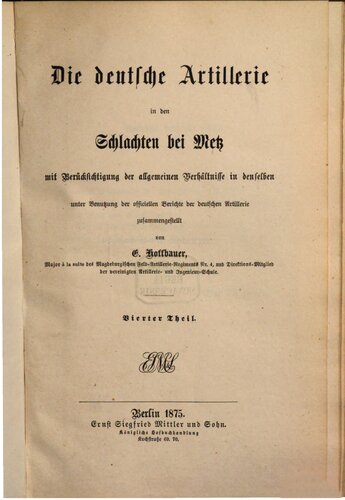 Die deutſche Artillerie
in den
Schlachten bei Metz
mit Berückſichtigung der allgemeinen Verhältniſſe in denſelben
unter Benutzung der officiellen Berichte der deutſchen Artillerie
zuſammengeſtellt
von
E. Hoffbauer,
Major à la suite des Magdeburgiſchen Feld-Artillerie-Regiments Nr. 4, und Direktions-Mitglied
der vereinigten Artillerie- und Ingenieur-Schule.
Vierter Theil.
Berlin 1875.
Ernſt Siegfried Mittler und Sohn.
Königliche Hofbuchhandlung
Kochſtraße 69. 70.